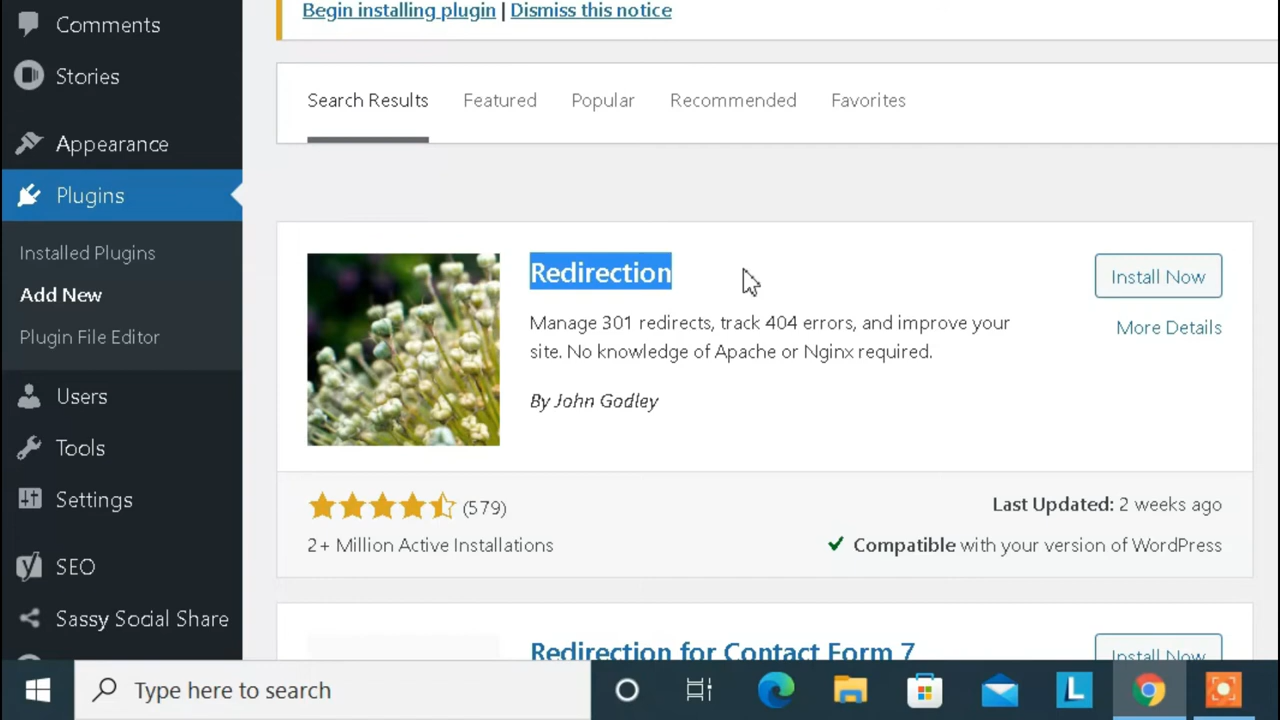 Comments
Stories
Appearance
Plugins
Installed Plugins
Add New
Plugin File Editor
Users
Tools
Settings
SEO
Sassy Social Share
Begin installing plugin | Dismiss this notice
Search Results Featured Popular Recommended Favorites
Redirection
Install Now
More Details
Manage 301 redirects, track 404 errors, and improve your
site. No knowledge of Apache or Nginx required.
By John Godley
(579)
Last Updated: 2 weeks ago
2+ Million Active Installations
Compatible with your version of WordPress
Redirection for Contact Form 7
Install Now
Type here to search
L